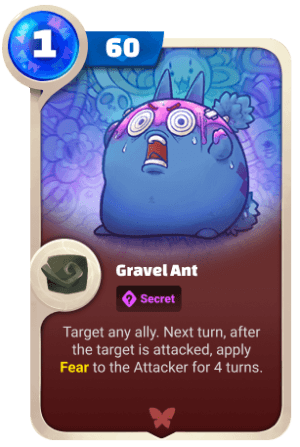 1
60
Gravel Ant
Secret
Target any ally. Next turn, after
the target is attacked, apply
Fear to the Attacker for 4 turns.